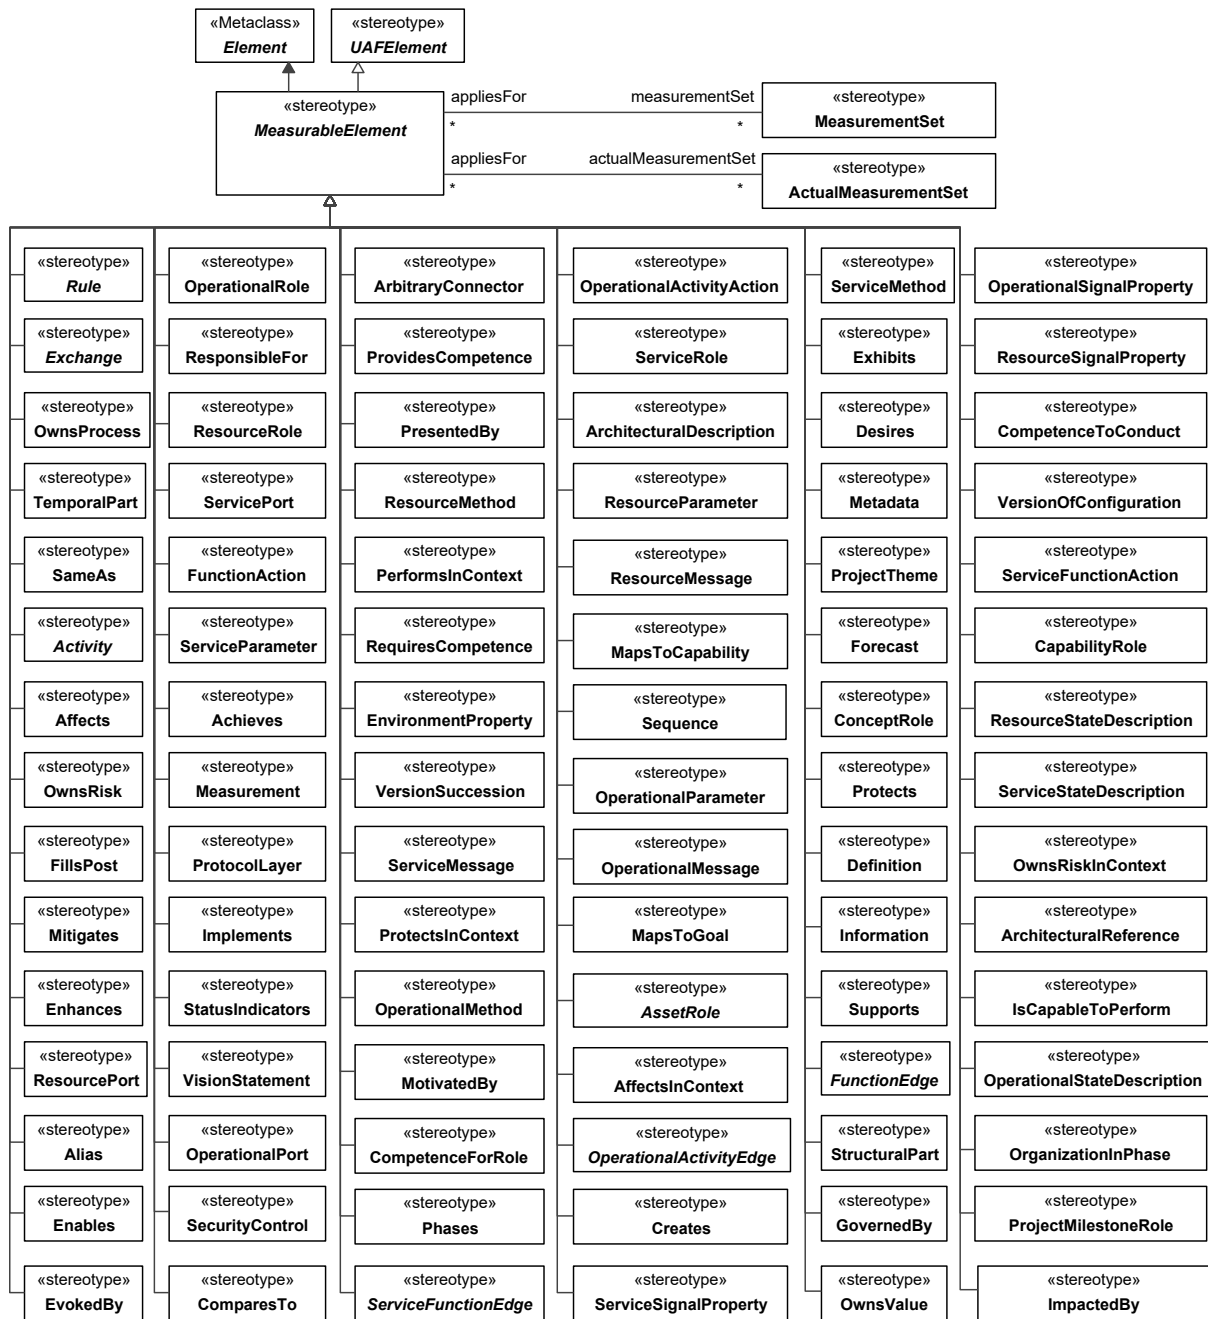 «Metaclass»
Element
«stereotype»
UAFElement
«stereotype»
MeasurableElement
appliesFor
measurementSet
*
*
«stereotype»
MeasurementSet
appliesFor
actualMeasurementSet
*
*
«stereotype»
ActualMeasurementSet
«stereotype»
Rule
«stereotype»
OperationalRole
«stereotype»
ArbitraryConnector
«stereotype»
OperationalActivityAction
«stereotype»
ServiceMethod
«stereotype»
OperationalSignalProperty
«stereotype»
Exchange
«stereotype»
ResponsibleFor
«stereotype»
ProvidesCompetence
«stereotype»
ServiceRole
«stereotype»
Exhibits
«stereotype»
ResourceSignalProperty
«stereotype»
OwnsProcess
«stereotype»
ResourceRole
«stereotype»
PresentedBy
«stereotype»
ArchitecturalDescription
«stereotype»
Desires
«stereotype»
CompetenceToConduct
«stereotype»
TemporalPart
«stereotype»
ServicePort
«stereotype»
ResourceMethod
«stereotype»
ResourceParameter
«stereotype»
Metadata
«stereotype»
VersionOfConfiguration
«stereotype»
SameAs
«stereotype»
FunctionAction
«stereotype»
PerformsInContext
«stereotype»
ResourceMessage
«stereotype»
ProjectTheme
«stereotype»
ServiceFunctionAction
«stereotype»
Activity
«stereotype»
ServiceParameter
«stereotype»
RequiresCompetence
«stereotype»
MapsToCapability
«stereotype»
Forecast
«stereotype»
CapabilityRole
«stereotype»
Affects
«stereotype»
Achieves
«stereotype»
EnvironmentProperty
«stereotype»
Sequence
«stereotype»
ConceptRole
«stereotype»
ResourceStateDescription
«stereotype»
OwnsRisk
«stereotype»
Measurement
«stereotype»
VersionSuccession
«stereotype»
OperationalParameter
«stereotype»
Protects
«stereotype»
ServiceStateDescription
«stereotype»
FillsPost
«stereotype»
ProtocolLayer
«stereotype»
ServiceMessage
«stereotype»
OperationalMessage
«stereotype»
Definition
«stereotype»
OwnsRiskInContext
«stereotype»
Mitigates
«stereotype»
Implements
«stereotype»
ProtectsInContext
«stereotype»
MapsToGoal
«stereotype»
Information
«stereotype»
ArchitecturalReference
«stereotype»
Enhances
«stereotype»
StatusIndicators
«stereotype»
OperationalMethod
«stereotype»
AssetRole
«stereotype»
Supports
«stereotype»
IsCapableToPerform
«stereotype»
ResourcePort
«stereotype»
VisionStatement
«stereotype»
MotivatedBy
«stereotype»
AffectsInContext
«stereotype»
FunctionEdge
«stereotype»
OperationalStateDescription
«stereotype»
Alias
«stereotype»
OperationalPort
«stereotype»
CompetenceForRole
«stereotype»
OperationalActivityEdge
«stereotype»
StructuralPart
«stereotype»
OrganizationInPhase
«stereotype»
Enables
«stereotype»
SecurityControl
«stereotype»
Phases
«stereotype»
Creates
«stereotype»
GovernedBy
«stereotype»
ProjectMilestoneRole
«stereotype»
EvokedBy
«stereotype»
ComparesTo
«stereotype»
ServiceFunctionEdge
«stereotype»
ServiceSignalProperty
«stereotype»
OwnsValue
«stereotype»
ImpactedBy